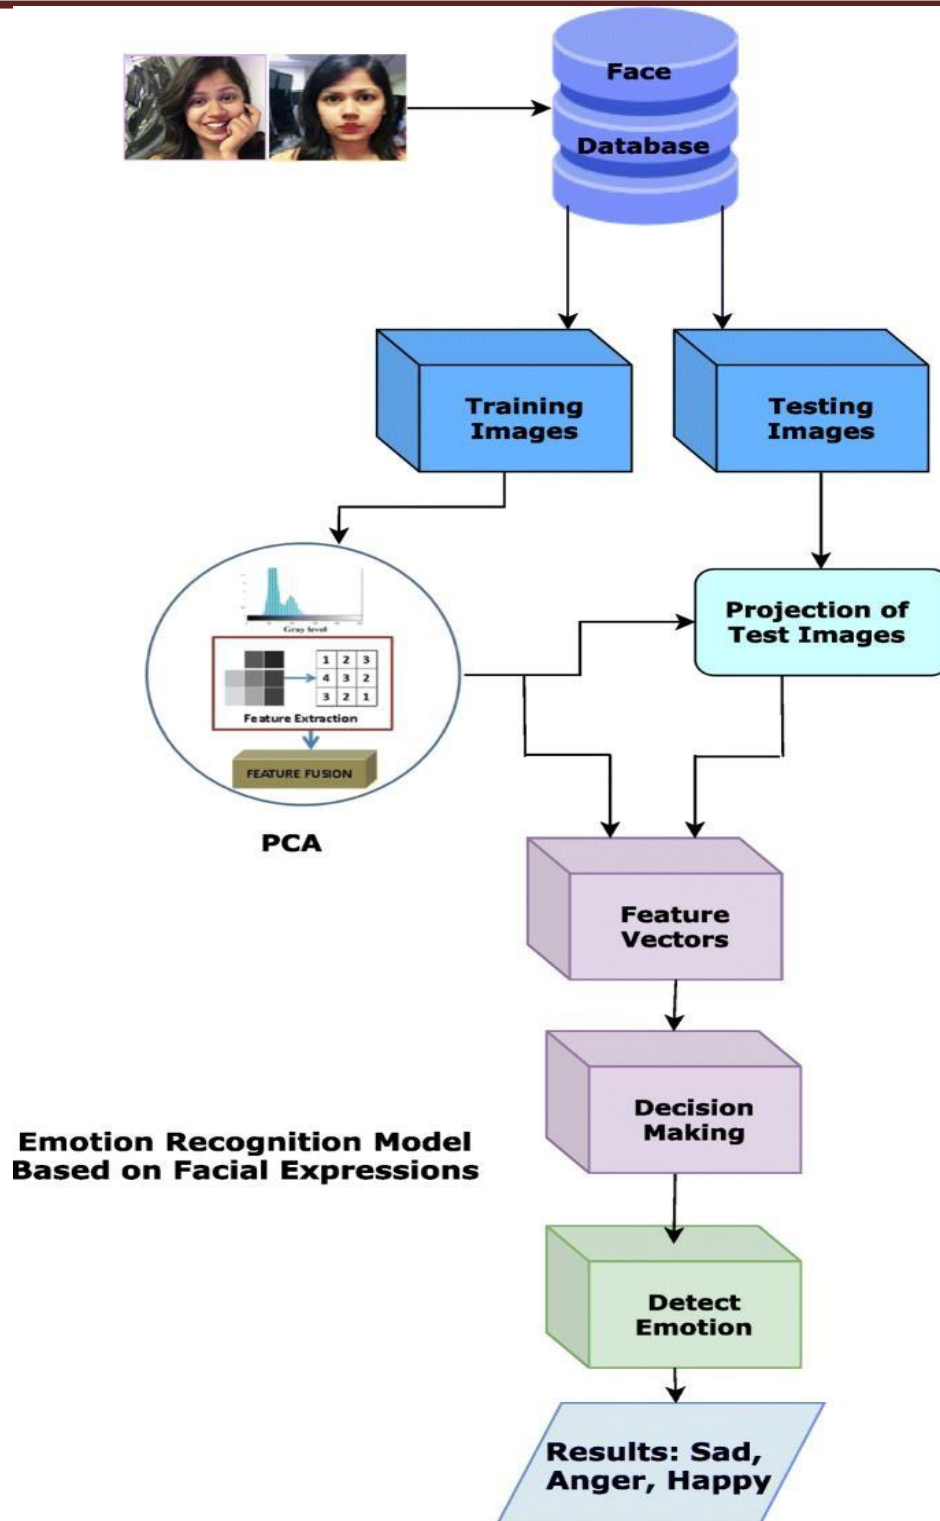 Face
Database
Training
Images
Testing
Images
Gray level
1 2 3
4 3 2
3 2 1
Feature Extraction
FEATURE FUSION
PCA
Projection of
Test Images
Feature
Vectors
Decision
Making
Emotion Recognition Model
Based on Facial Expressions
Detect
Emotion
Results: Sad,
Anger, Happy